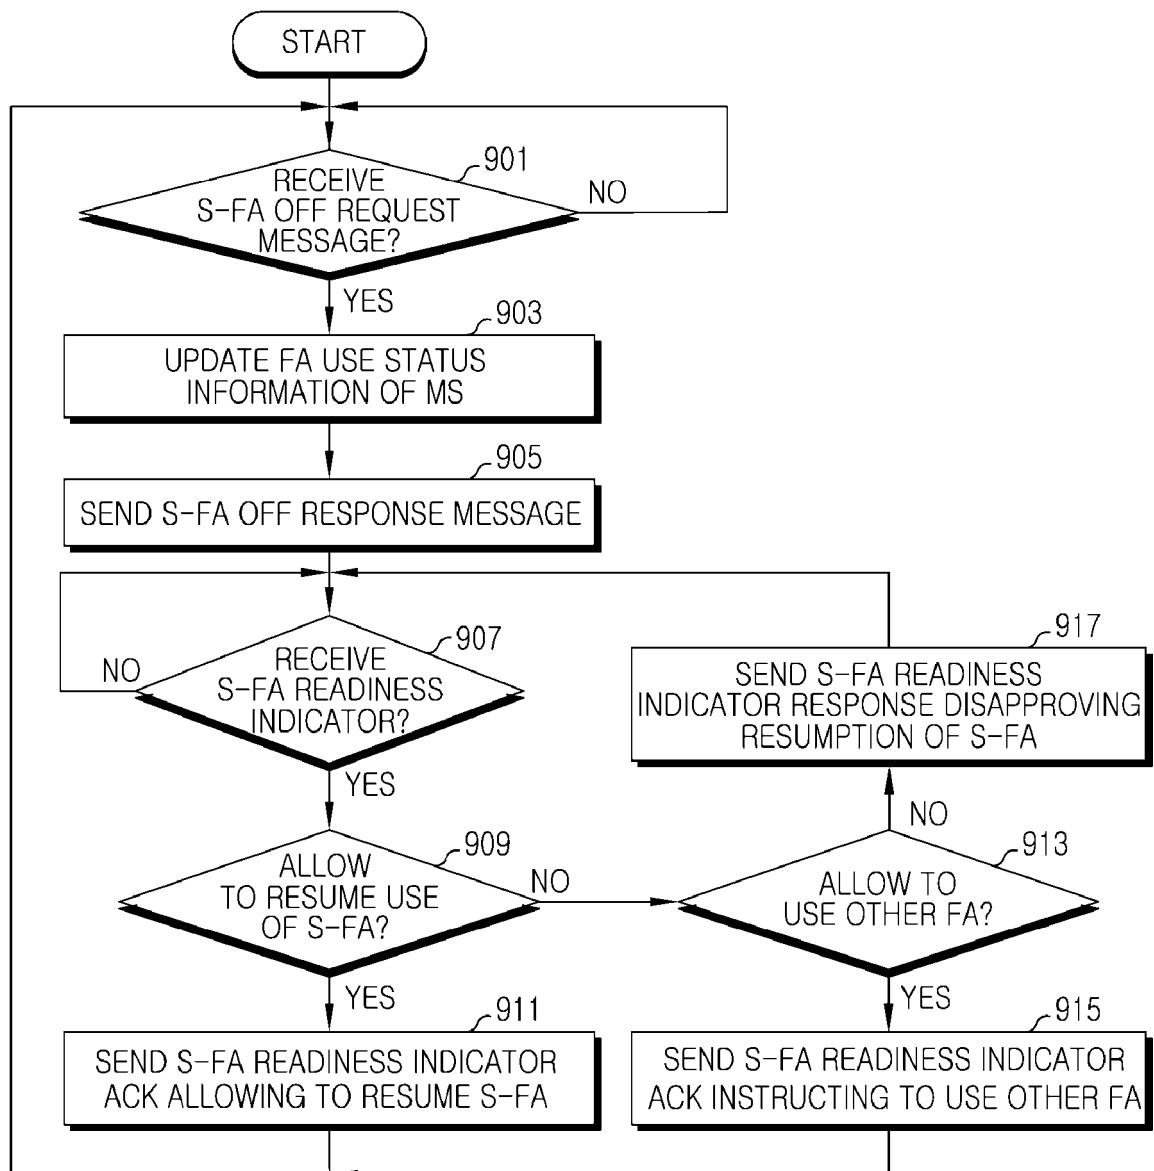 START
901
RECEIVE
S-FA OFF REQUEST
MESSAGE?
NO
YES
903
UPDATE FA USE STATUS
INFORMATION OF MS
905
SEND S-FA OFF RESPONSE MESSAGE
907
NO
RECEIVE
S-FA READINESS
INDICATOR?
YES
917
SEND S-FA READINESS
INDICATOR RESPONSE DISAPPROVING
RESUMPTION OF S-FA
NO
909
ALLOW
TO RESUME USE
OF S-FA?
NO
913
ALLOW TO
USE OTHER FA?
YES
YES
911
SEND S-FA READINESS INDICATOR
ACK ALLOWING TO RESUME S-FA
915
SEND S-FA READINESS INDICATOR
ACK INSTRUCTING TO USE OTHER FA